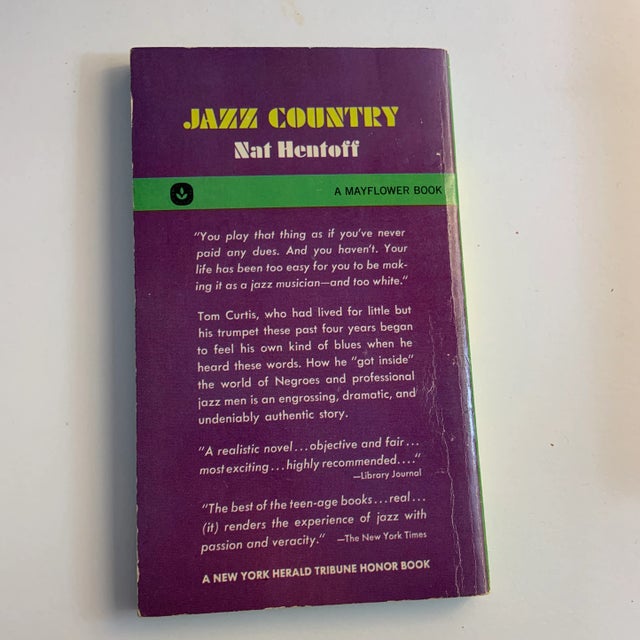 JAZZ COUNTRY
Nat Hentoff
A MAYFLOWER BOOK
"You play that thing as if you've never
paid any dues. And you haven't. Your
life has been too easy for you to be mak-
ing it as a jazz musician—and too white."
Tom Curtis, who had lived for little but
his trumpet these past four years began
to feel his own kind of blues when he
heard these words. How he "got inside"
the world of Negroes and professional
jazz men is an engrossing, dramatic, and
undeniably authentic story.
"A realistic novel...objective and fair...
most exciting...highly recommended...."
—Library Journal
"The best of the teen-age books...real...
(it) renders the experience of jazz with
passion and veracity." —The New York Times
A NEW YORK HERALD TRIBUNE HONOR BOOK